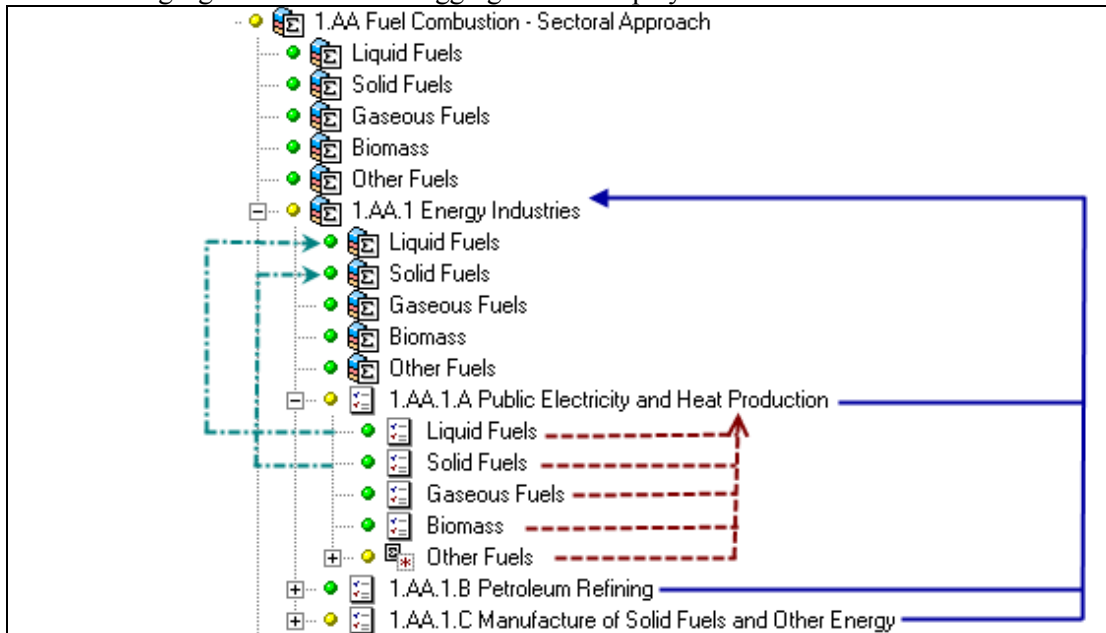 1.AA Fuel Combustion - Sectoral Approach
Liquid Fuels
Solid Fuels
Gaseous Fuels
Biomass
Other Fuels
1.AA.1 Energy Industries
Liquid Fuels
Solid Fuels
Gaseous Fuels
Biomass
Other Fuels
1.AA.1.A Public Electricity and Heat Production
Liquid Fuels
Solid Fuels
Gaseous Fuels
Biomass
Other Fuels
1.AA.1.B Petroleum Refining
1.AA.1.C Manufacture of Solid Fuels and Other Energy